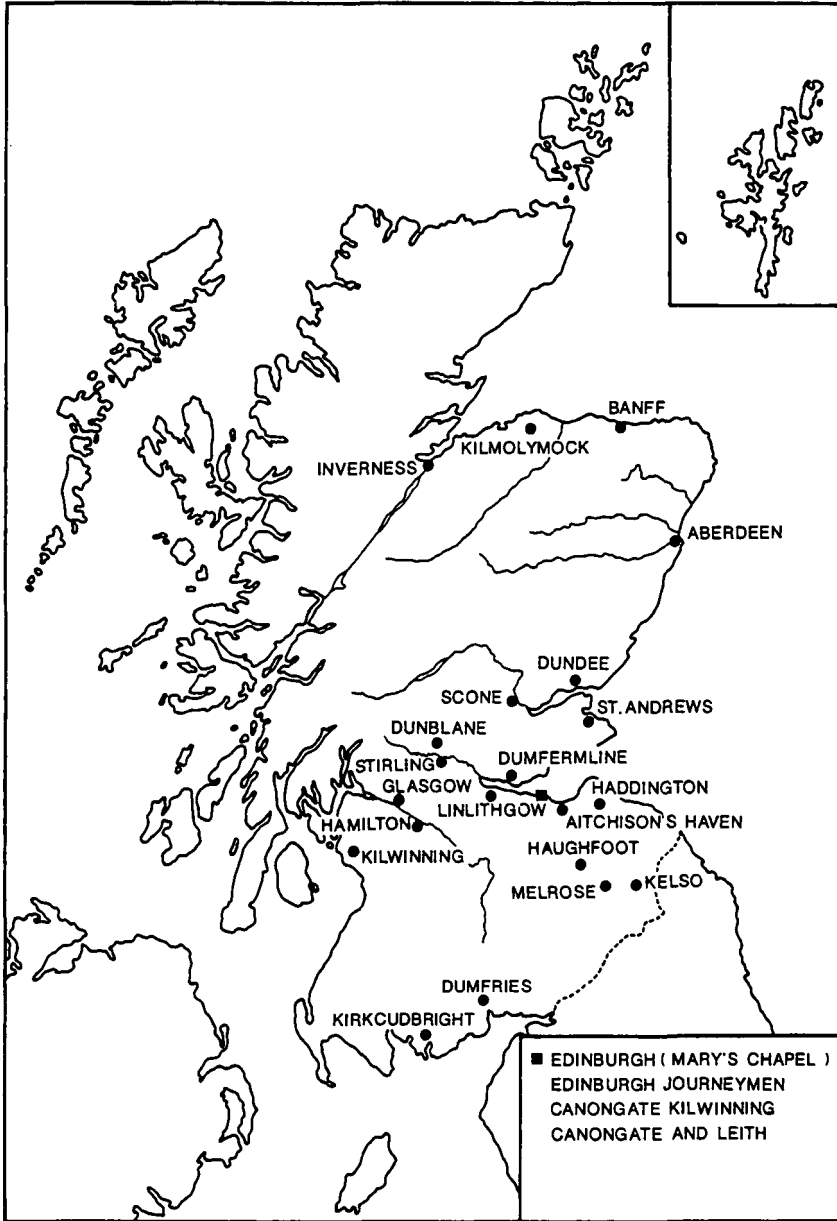 BANFF
KILMOLYMOCK
INVERNESS
ABERDEEN
DUNDEE
SCONE
ST. ANDREWS
DUNBLANE
STIRLING
DUMFERMLINE
GLASGOW
HADDINGTON
LINLITHGOW
AITCHISON'S HAVEN
HAMILTON
KILWINNING
HAUGHFOOT
MELROSE
KELSO
DUMFRIES
KIRKCUDBRIGHT
EDINBURGH ( MARY'S CHAPEL )
EDINBURGH JOURNEYMEN
CANONGATE KILWINNING
CANONGATE AND LEITH